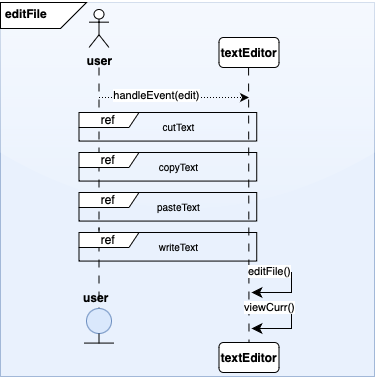 editFile
user
textEditor
handleEvent(edit)
ref
cutText
ref
copyText
ref
pasteText
ref
writeText
editFile()
user
viewCurr()
textEditor